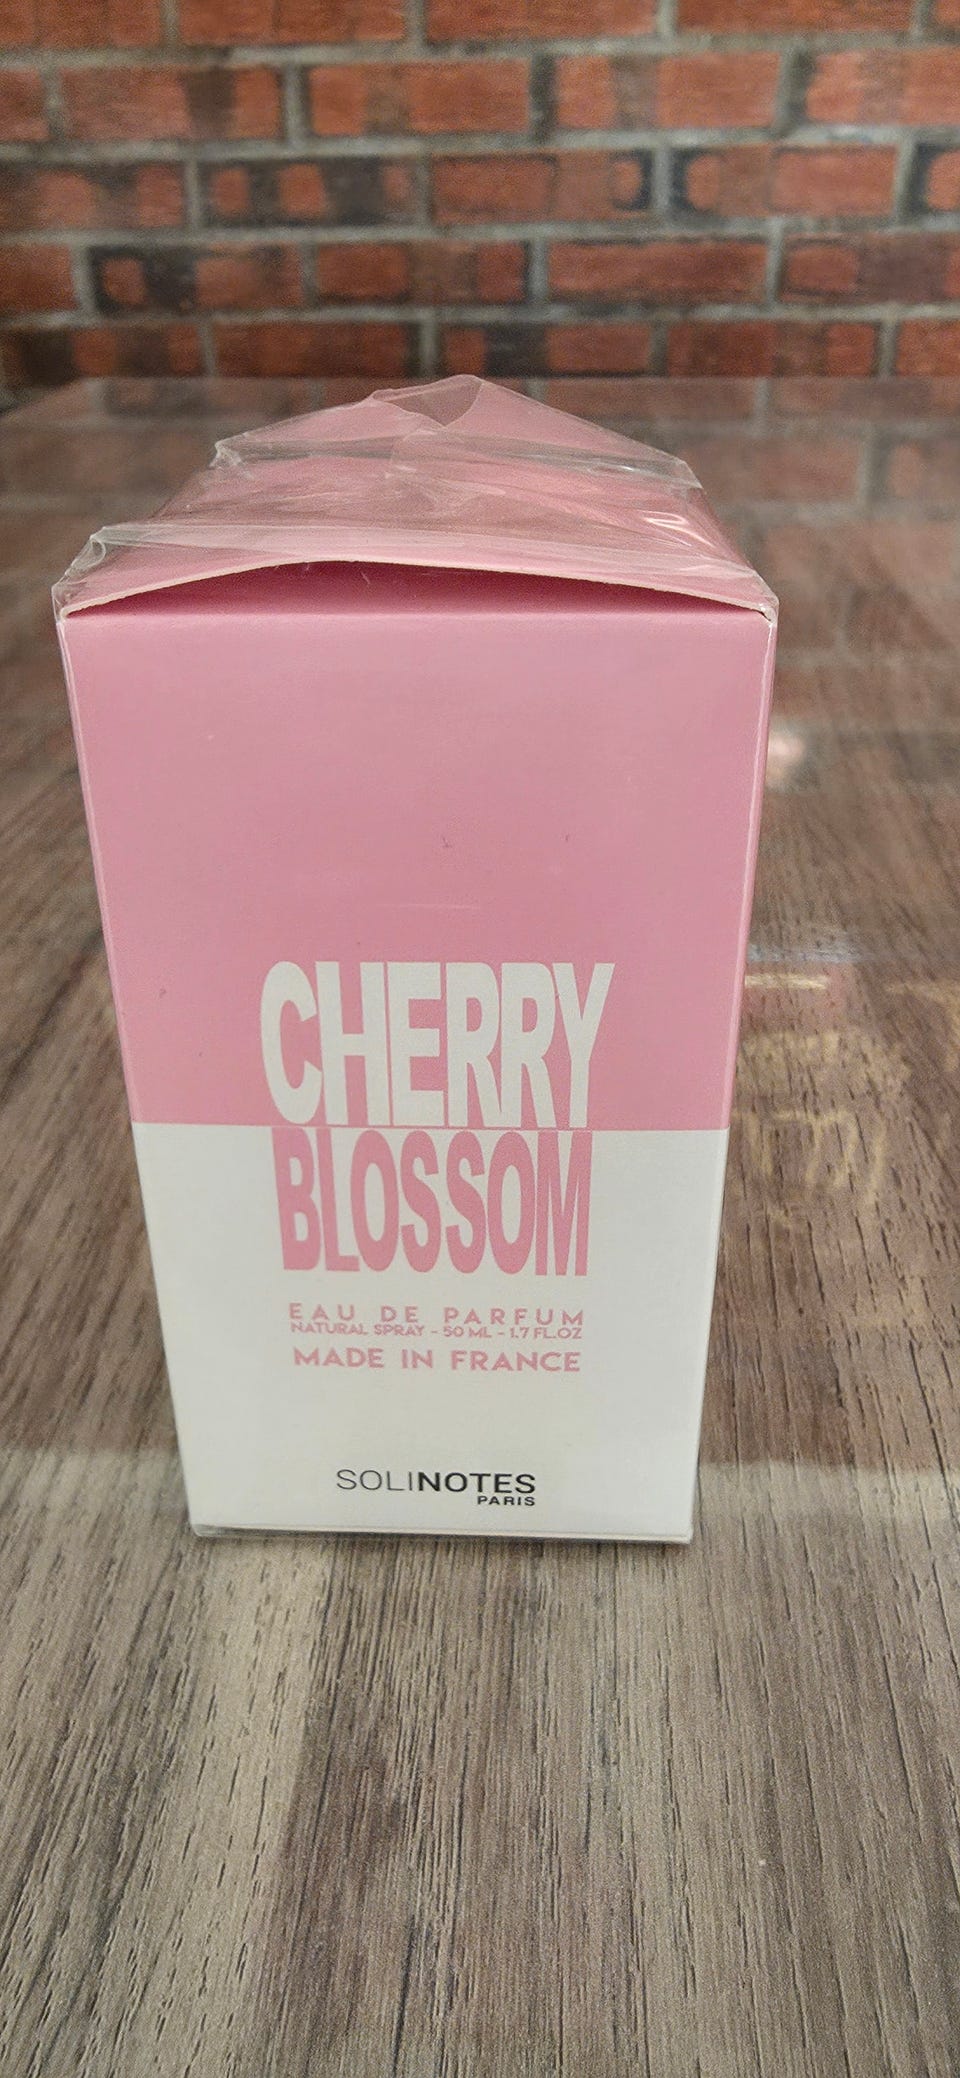 CHERRY
BLOSSOM
EAU DE PARFUM
NATURAL SPRAY - 50 ML - 1.7 FL.OZ
MADE IN FRANCE
SOLINOTES
PARIS